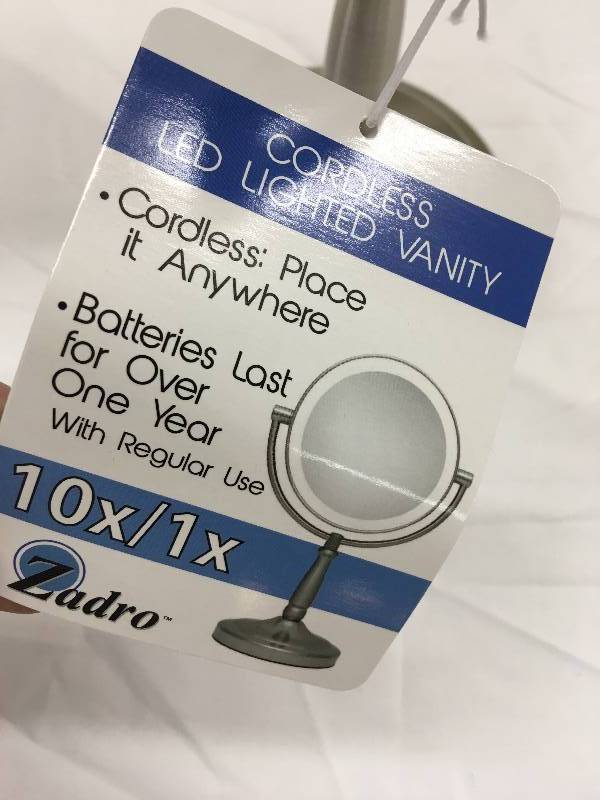 CORDLESS
LED LIGHTED VANITY
• Cordless: Place
it Anywhere
• Batteries Last
for Over
One Year
With Regular Use
10x/1x
Zadro™